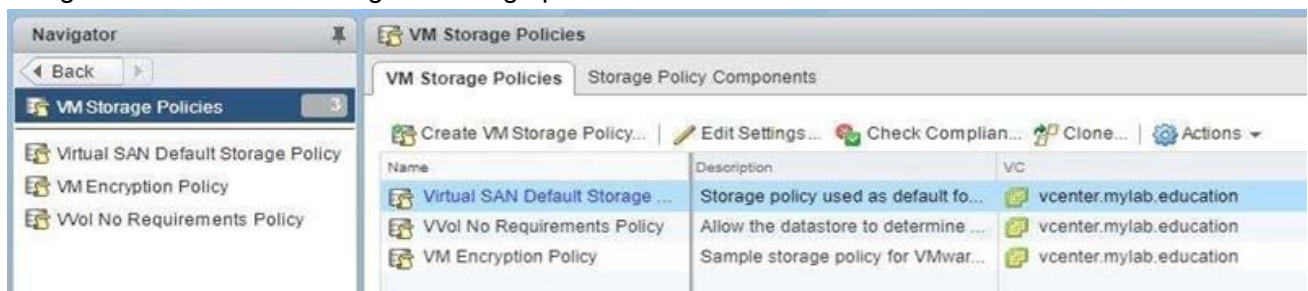 Navigator
VM Storage Policies
Back
VM Storage Policies Storage Policy Components
VM Storage Policies 3
Create VM Storage Policy... Edit Settings... Check Complian... Clone... Actions
Virtual SAN Default Storage Policy
VM Encryption Policy
VVol No Requirements Policy
Name Description VC
Virtual SAN Default Storage ... Storage policy used as default fo... vcenter.mylab.education
VVol No Requirements Policy Allow the datastore to determine ... vcenter.mylab.education
VM Encryption Policy Sample storage policy for VMwar... vcenter.mylab.education